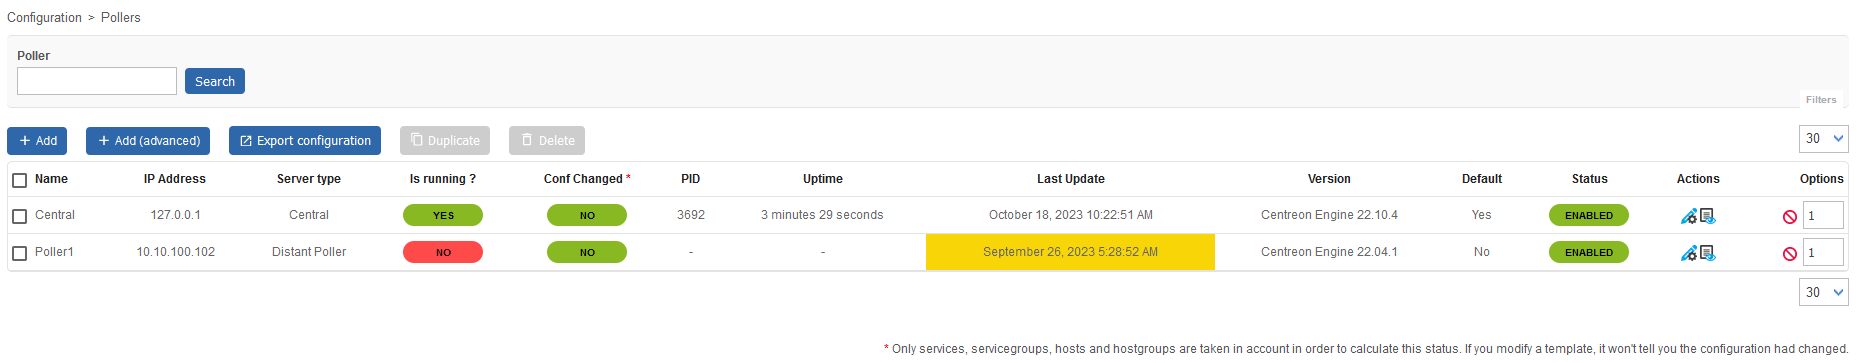 Configuration > Pollers
Poller
Search
Filters
+ Add + Add (advanced) Export configuration Duplicate Delete 30
Name IP Address Server type Is running ? Conf Changed * PID Uptime Last Update Version Default Status Actions Options
Central 127.0.0.1 Central YES NO 3692 3 minutes 29 seconds October 18, 2023 10:22:51 AM Centreon Engine 22.10.4 Yes ENABLED 1
Poller1 10.10.100.102 Distant Poller NO NO - - September 26, 2023 5:28:52 AM Centreon Engine 22.04.1 No ENABLED 1
30
* Only services, servicegroups, hosts and hostgroups are taken in account in order to calculate this status. If you modify a template, it won't tell you the configuration had changed.